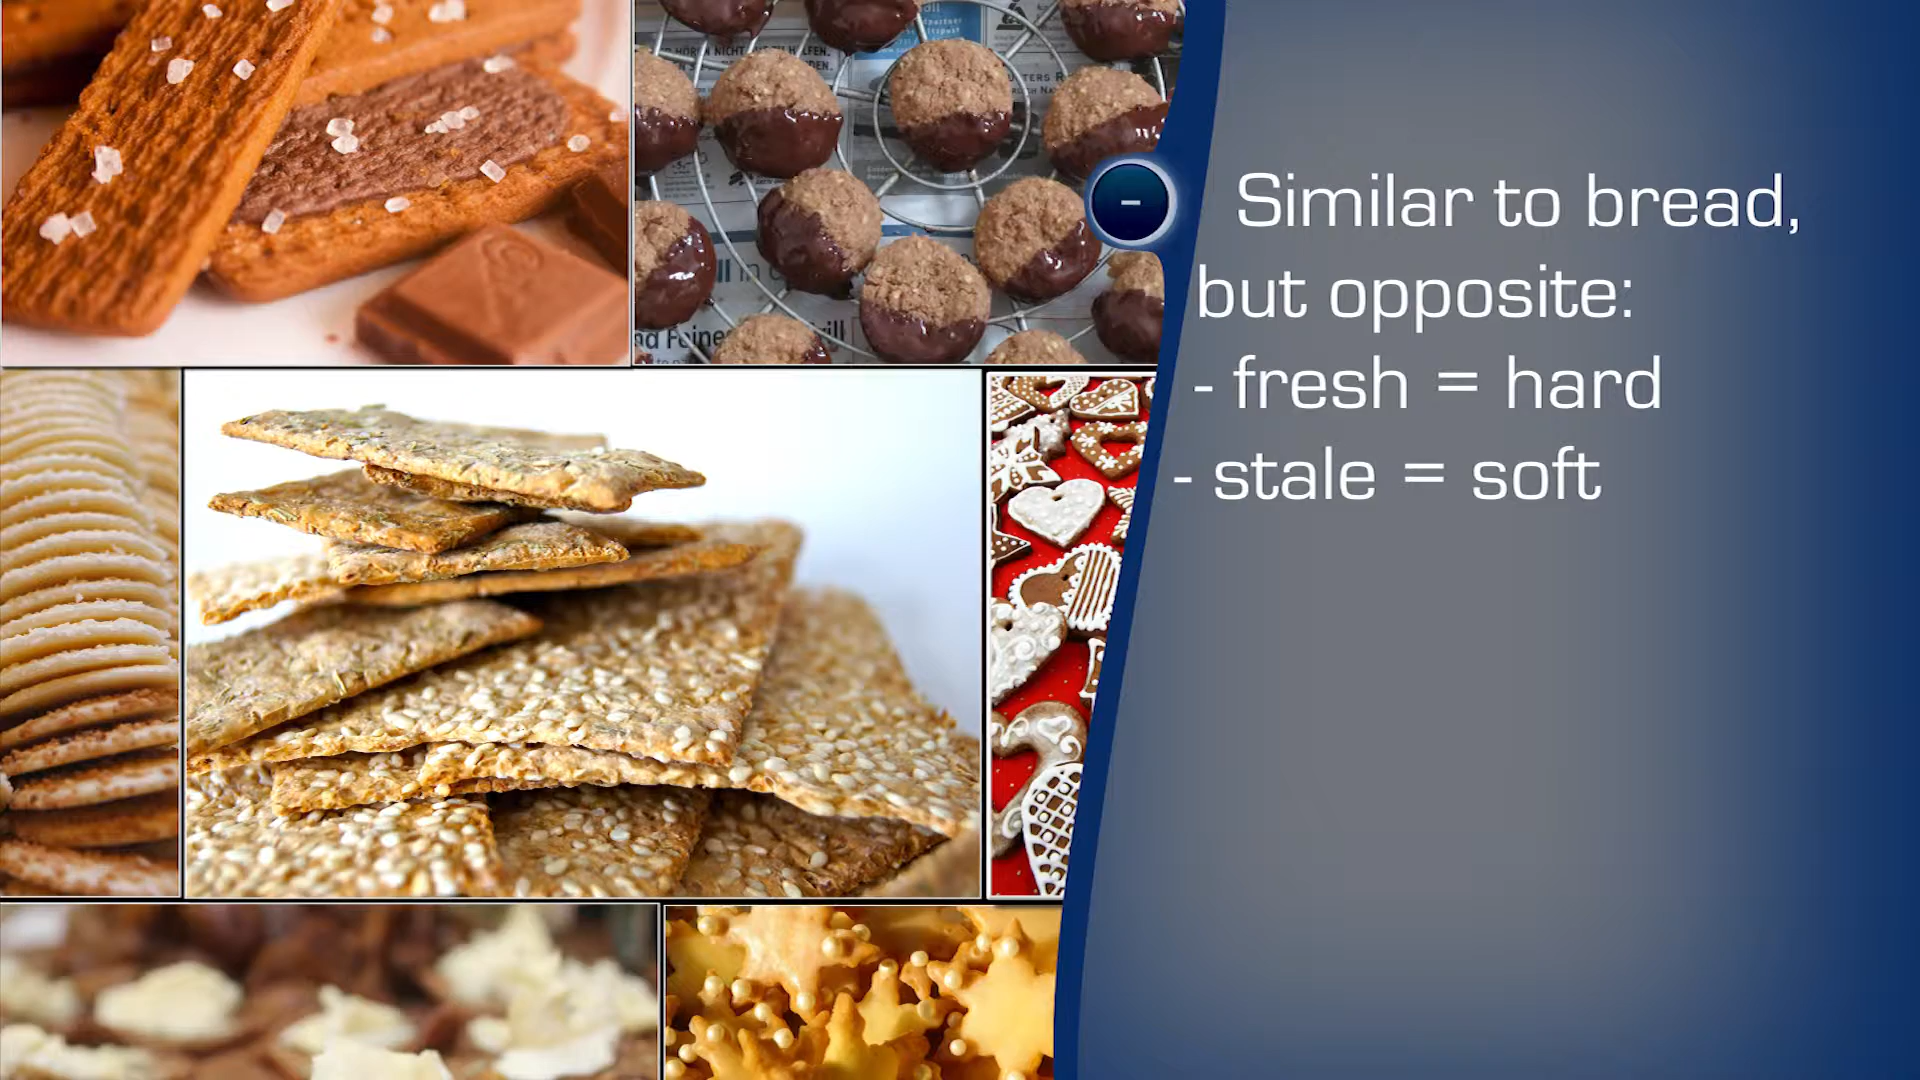 Similar to bread,
but opposite:
- fresh = hard
- stale = soft